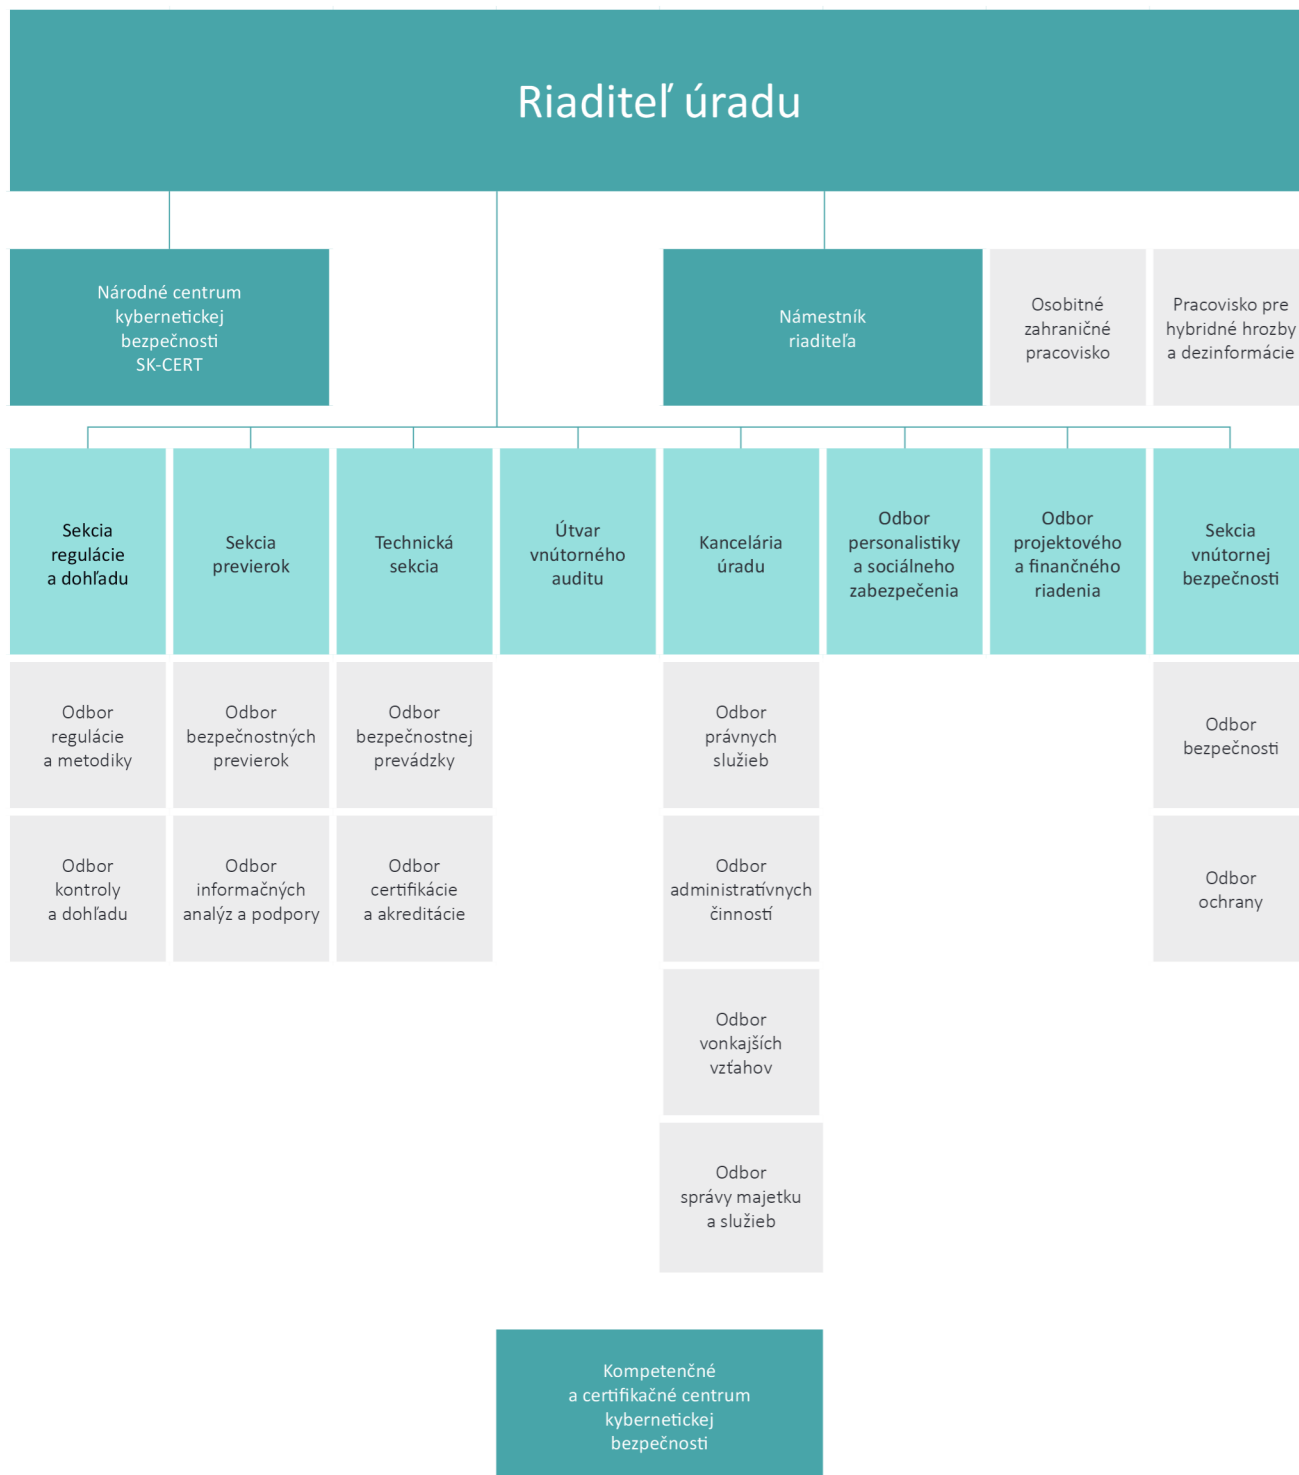 Riaditeľ úradu
Národné centrum
kybernetickej
bezpečnosti
SK-CERT
Námestník
riaditeľa
Osobitné
zahraničné
pracovisko
Pracovisko pre
hybridné hrozby
a dezinformácie
Sekcia
regulácie
a dohľadu
Sekcia
previerok
Technická
sekcia
Útvar
vnútorného
auditu
Kancelária
úradu
Odbor
personalistiky
a sociálneho
zabezpečenia
Odbor
projektového
a finančného
riadenia
Sekcia
vnútornej
bezpečnosti
Odbor
regulácie
a metodiky
Odbor
bezpečnostných
previerok
Odbor
bezpečnostnej
prevádzky
Odbor
právnych
služieb
Odbor
bezpečnosti
Odbor
kontroly
a dohľadu
Odbor
informačných
analýz a podpory
Odbor
certifikácie
a akreditácie
Odbor
administratívnych
činností
Odbor
ochrany
Odbor
vonkajších
vzťahov
Odbor
správy majetku
a služieb
Kompetenčné
a certifikačné centrum
kybernetickej
bezpečnosti